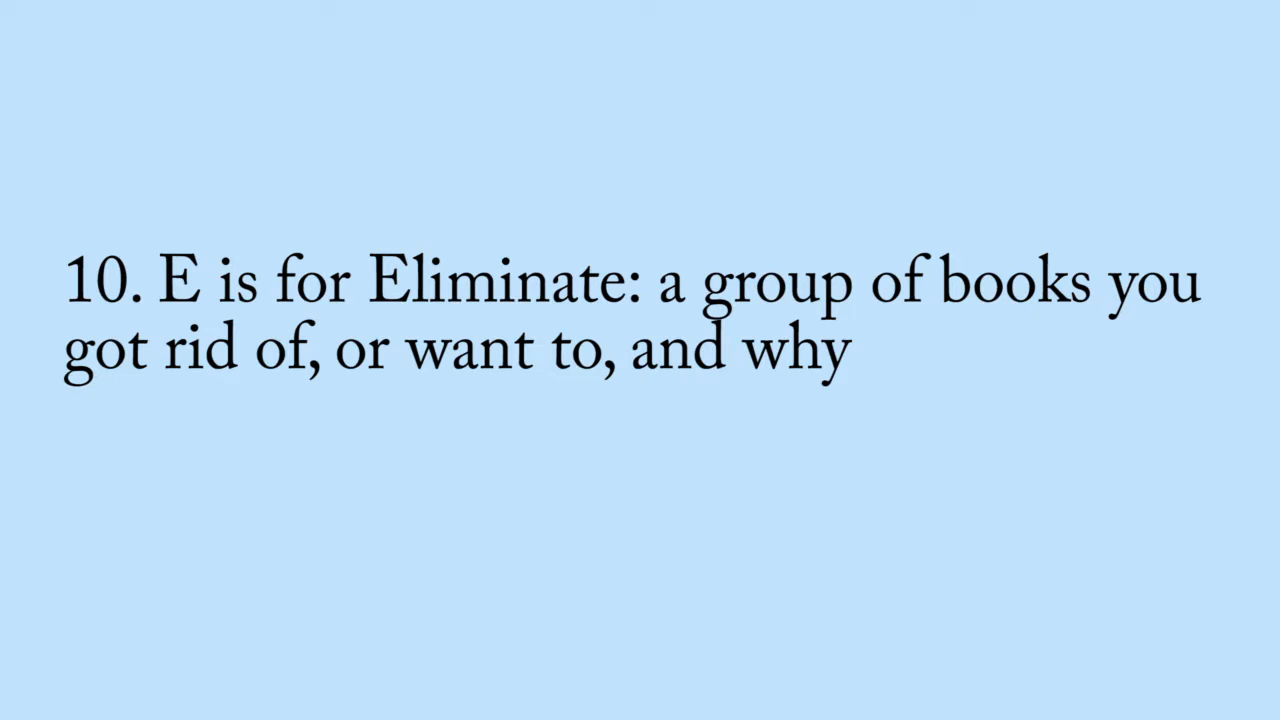 10. E is for Eliminate: a group of books you
got rid of, or want to, and why